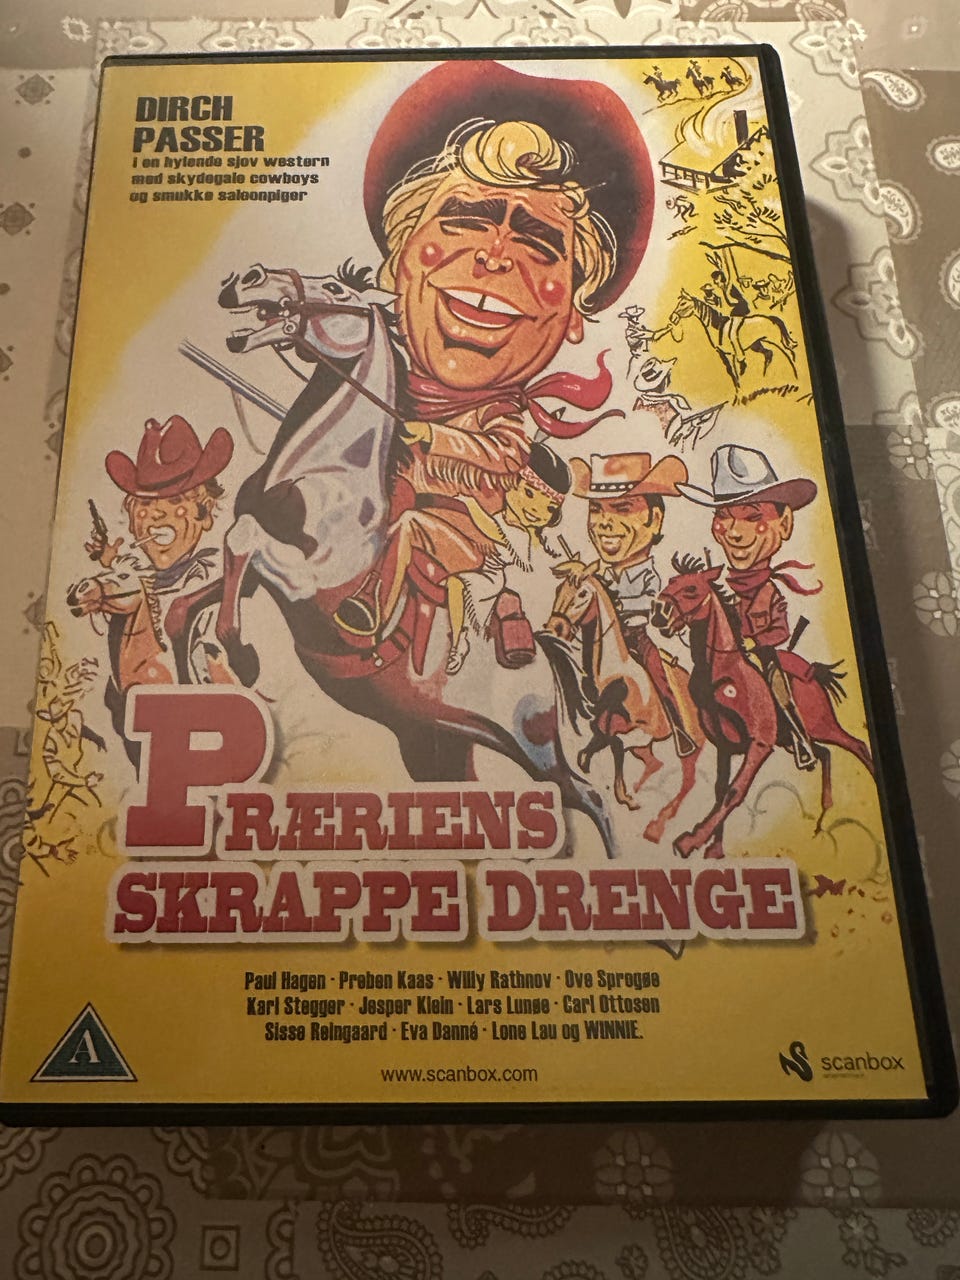 DIRCH
PASSER
i en hylende sjov western
med skydegale cowboys
og smukke saloonpiger
PRÆRIENS
SKRAPPE DRENGE
Paul Hagen · Preben Kaas · Willy Rathnov · Ove Sprogøe
Karl Stegger · Jesper Klein · Lars Lunøe · Carl Ottosen
Sisse Reingaard · Eva Danné · Lone Lau og WINNIE.
A
www.scanbox.com
scanbox